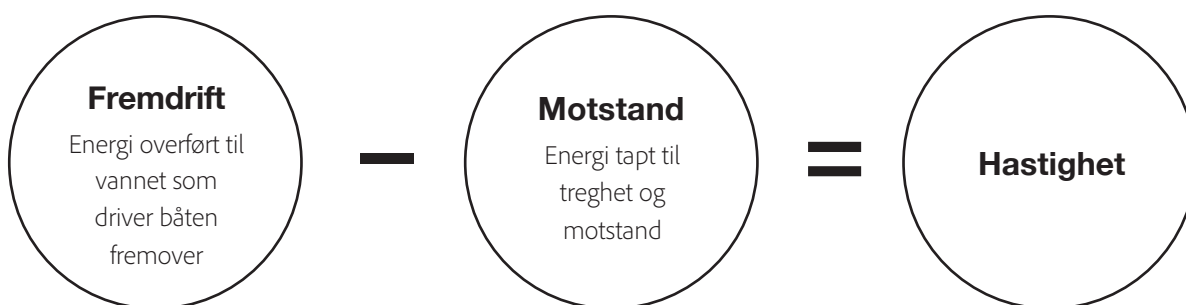 Fremdrift
Energi overført til
vannet som
driver båten
fremover
−
Motstand
Energi tapt til
treghet og
motstand
=
Hastighet